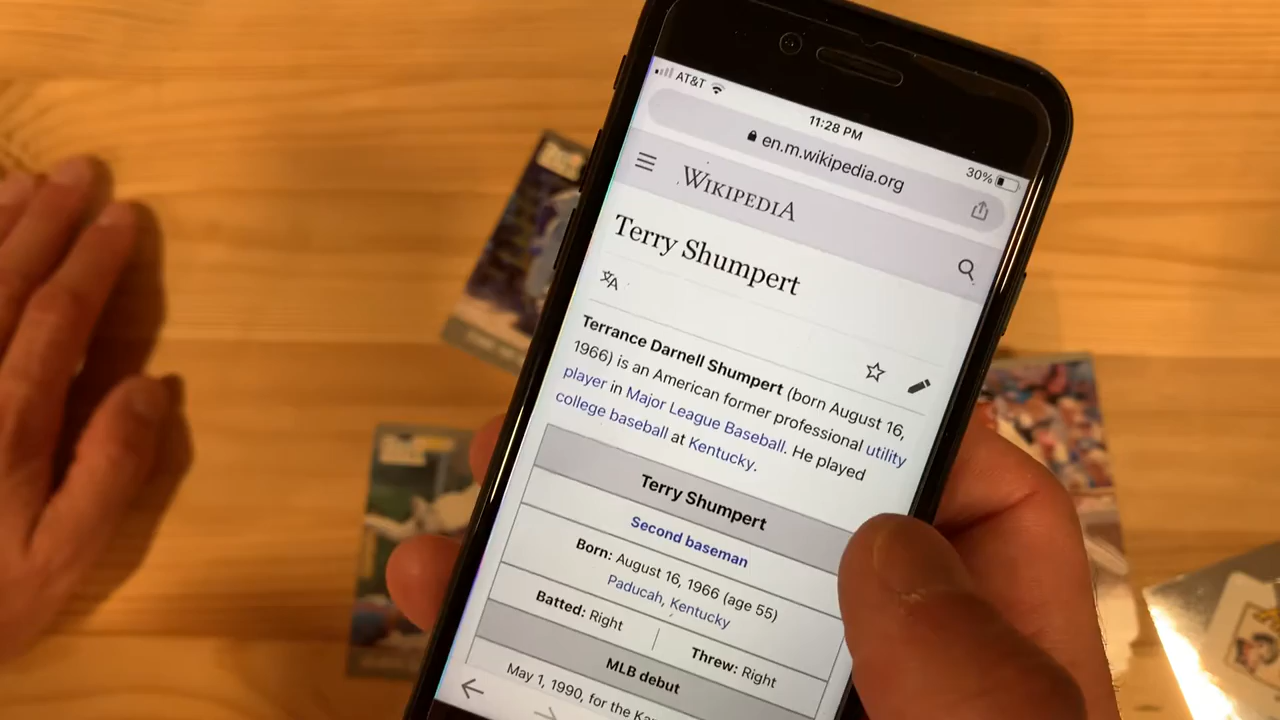 AT&T
11:28 PM
30%
en.m.wikipedia.org
WIKIPEDIA
Terry Shumpert
Terrance Darnell Shumpert (born August 16,
1966) is an American former professional utility
player in Major League Baseball. He played
college baseball at Kentucky.
Terry Shumpert
Second baseman
Born: August 16, 1966 (age 55)
Paducah, Kentucky
Batted: Right
Threw: Right
MLB debut
May 1, 1990, for the